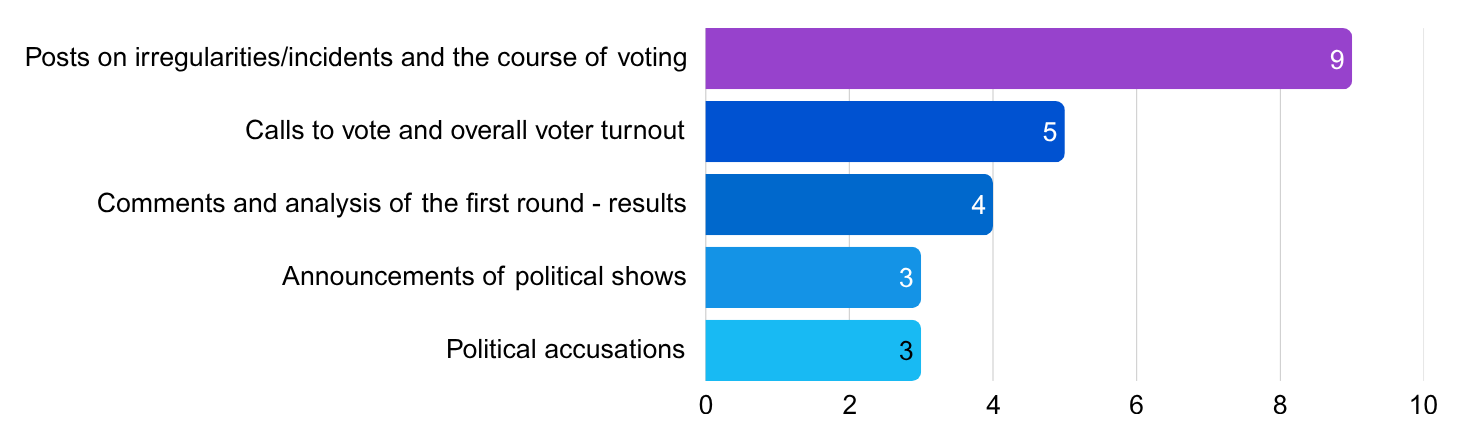 Posts on irregularities/incidents and the course of voting
9
Calls to vote and overall voter turnout
5
Comments and analysis of the first round - results
4
Announcements of political shows
3
Political accusations
3
0 2 4 6 8 10